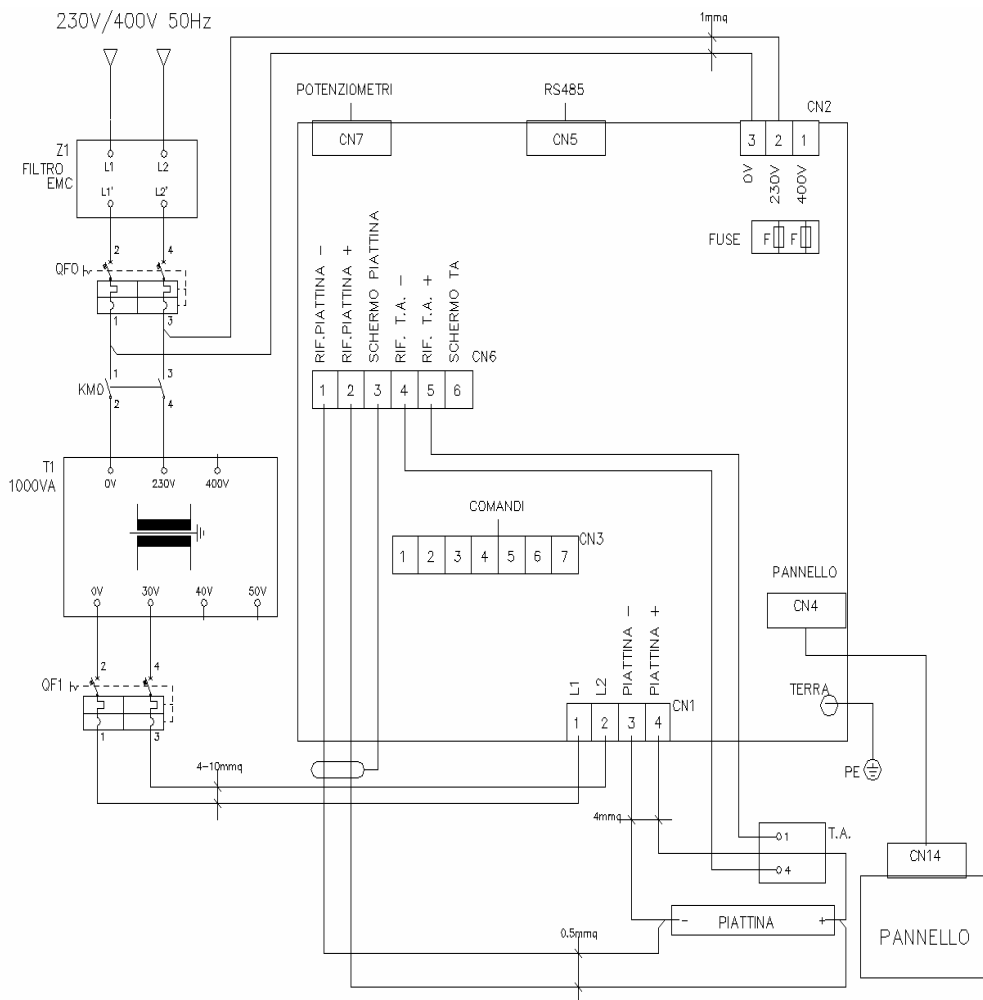 230V/400V 50Hz
1mmq
POTENZIOMETRI
RS485
CN2
CN7
CN5
3 2 1
0V
230V
400V
Z1
FILTRO
EMC
L1 L2
L1' L2'
FUSE F F
2 4
QF0
1 3
RIF.PIATTINA -
RIF.PIATTINA +
SCHERMO PIATTINA
RIF. T.A. -
RIF. T.A. +
SCHERMO TA
CN6
1 2 3 4 5 6
1 3
KM0
2 4
T1
1000VA
0V 230V 400V
0V 30V 40V 50V
COMANDI
CN3
1 2 3 4 5 6 7
PANNELLO
CN4
2 4
QF1
1 3
L1
L2
PIATTINA -
PIATTINA +
CN1
1 2 3 4
TERRA
PE
4-10mmq
4mmq
1 T.A.
4
CN14
- PIATTINA +
0.5mmq
PANNELLO